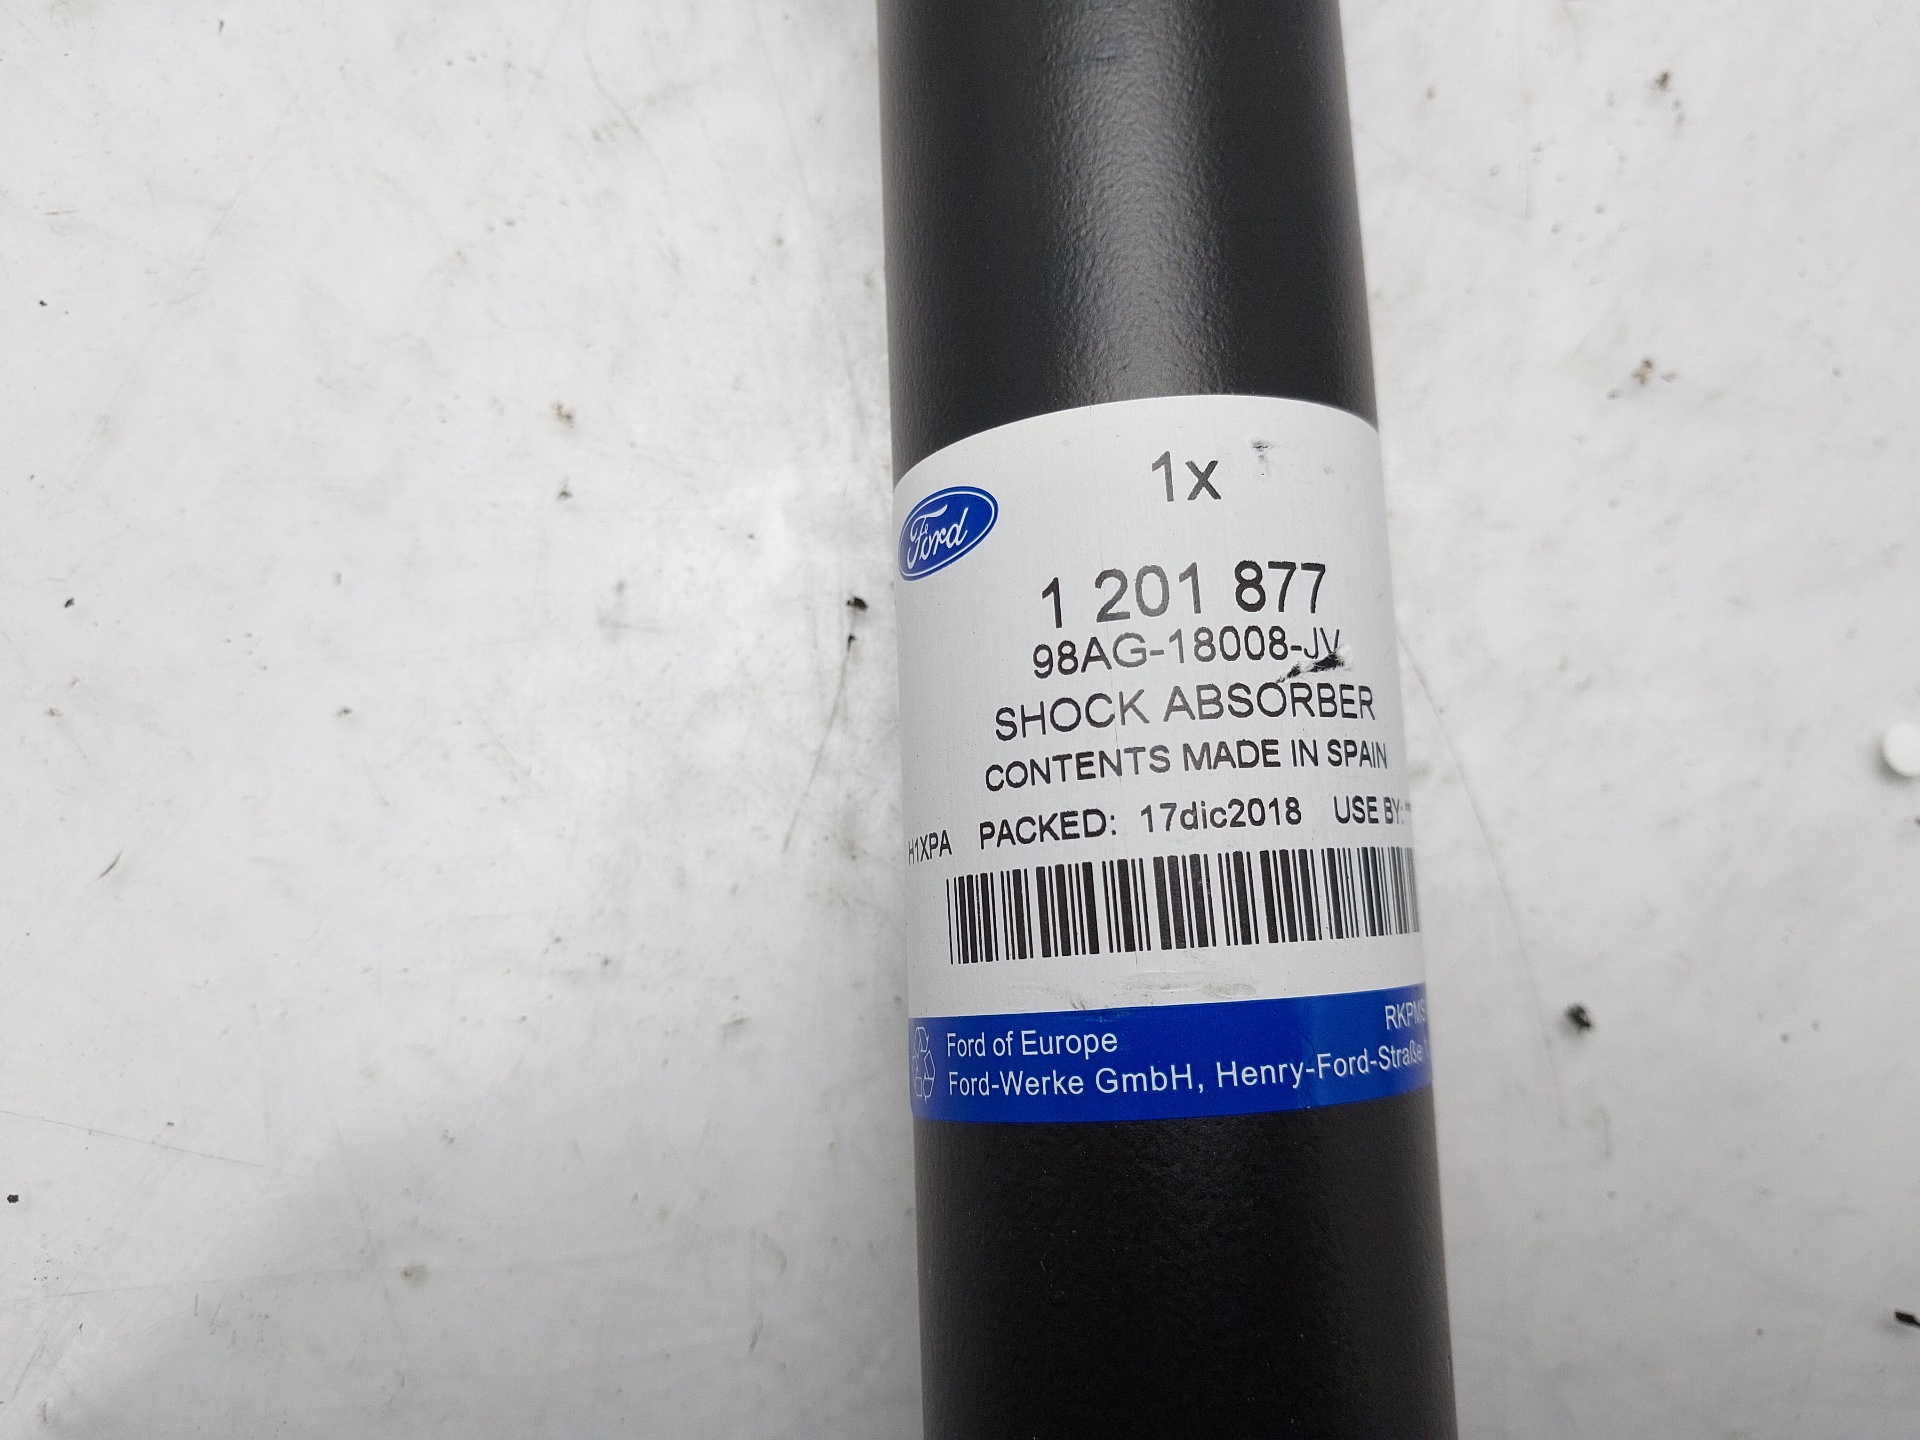 1x
Ford
1 201 877
98AG-18008-JV
SHOCK ABSORBER
CONTENTS MADE IN SPAIN
H1XPA PACKED: 17dic2018 USE BY:
Ford of Europe
Ford-Werke GmbH, Henry-Ford-Straße